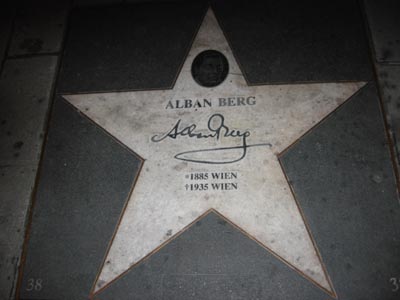 ALBAN BERG
Alban Berg
*1885 WIEN
†1935 WIEN
38